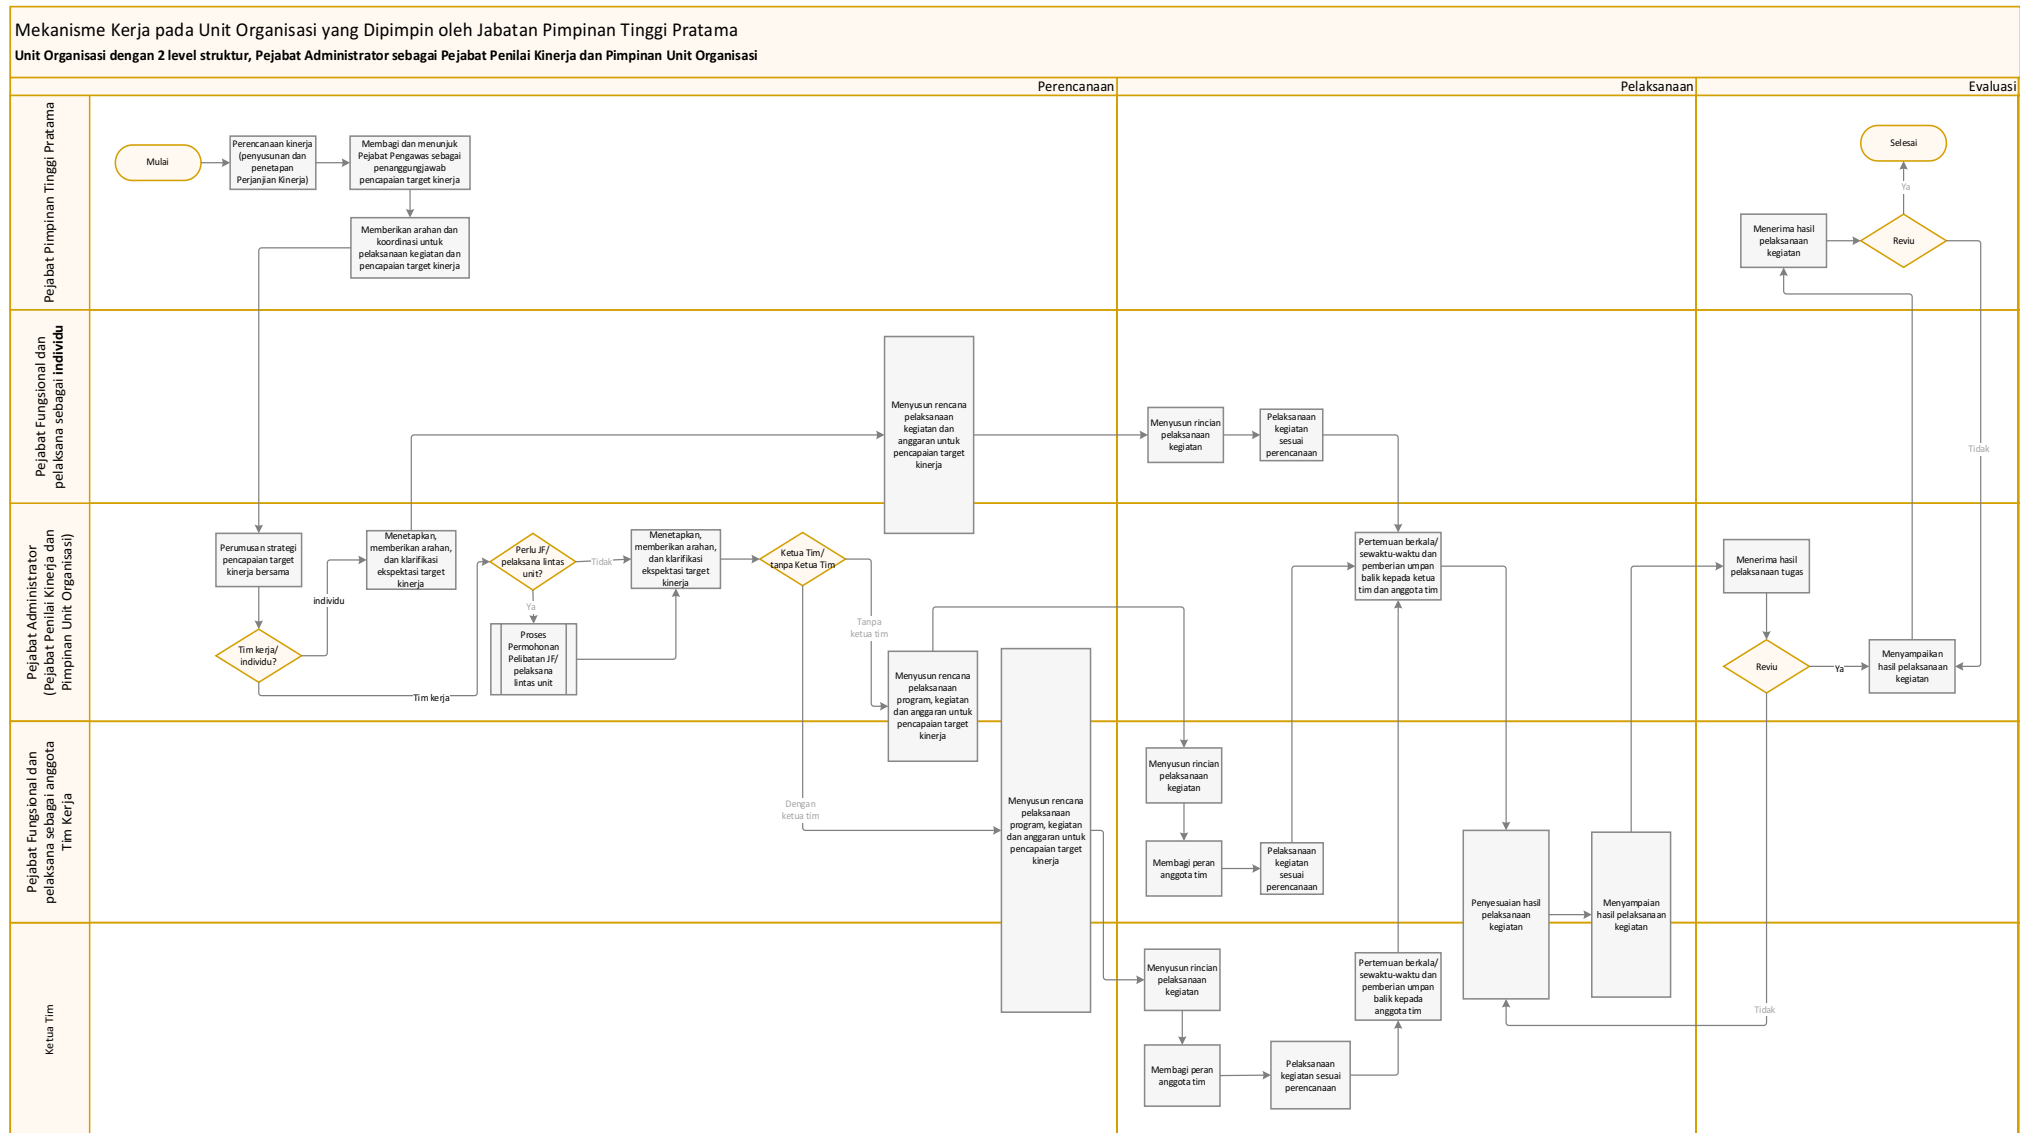 Mekanisme Kerja pada Unit Organisasi yang Dipimpin oleh Jabatan Pimpinan Tinggi Pratama
Unit Organisasi dengan 2 level struktur, Pejabat Administrator sebagai Pejabat Penilai Kinerja dan Pimpinan Unit Organisasi
Perencanaan
Pelaksanaan
Evaluasi
Pejabat Pimpinan Tinggi Pratama
Mulai
Perencanaan kinerja
(penyusunan dan
penetapan
Perjanjian Kinerja)
Membagi dan menunjuk
Pejabat Pengawas sebagai
penanggungjawab
pencapaian target kinerja
Memberikan arahan dan
koordinasi untuk
pelaksanaan kegiatan dan
pencapaian target kinerja
Selesai
Ya
Menerima hasil
pelaksanaan
kegiatan
Reviu
Tidak
Pejabat Fungsional dan
pelaksana sebagai individu
Menyusun rencana
pelaksanaan
kegiatan dan
anggaran untuk
pencapaian target
kinerja
Menyusun rincian
pelaksanaan
kegiatan
Pelaksanaan
kegiatan
sesuai
perencanaan
Pejabat Administrator
(Pejabat Penilai Kinerja dan
Pimpinan Unit Organisasi)
Perumusan strategi
pencapaian target
kinerja bersama
Tim kerja/
individu?
individu
Tim kerja
Menetapkan,
memberikan arahan,
dan klarifikasi
ekspektasi target
kinerja
Perlu JF/
pelaksana lintas
unit?
Tidak
Ya
Proses
Permohonan
Pelibatan JF/
pelaksana
lintas unit
Menetapkan,
memberikan arahan,
dan klarifikasi
ekspektasi target
kinerja
Ketua Tim/
tanpa Ketua Tim
Tanpa
ketua tim
Dengan
ketua tim
Menyusun rencana
pelaksanaan
program, kegiatan
dan anggaran untuk
pencapaian target
kinerja
Pertemuan berkala/
sewaktu-waktu dan
pemberian umpan
balik kepada ketua
tim dan anggota tim
Menerima hasil
pelaksanaan tugas
Reviu
Ya
Menyampaikan
hasil pelaksanaan
kegiatan
Tidak
Pejabat Fungsional dan
pelaksana sebagai anggota
Tim Kerja
Menyusun rencana
pelaksanaan
program, kegiatan
dan anggaran untuk
pencapaian target
kinerja
Menyusun rincian
pelaksanaan
kegiatan
Membagi peran
anggota tim
Pelaksanaan
kegiatan
sesuai
perencanaan
Penyesuaian hasil
pelaksanaan
kegiatan
Menyampaian
hasil pelaksanaan
kegiatan
Ketua Tim
Menyusun rincian
pelaksanaan
kegiatan
Membagi peran
anggota tim
Pelaksanaan
kegiatan sesuai
perencanaan
Pertemuan berkala/
sewaktu-waktu dan
pemberian umpan
balik kepada
anggota tim